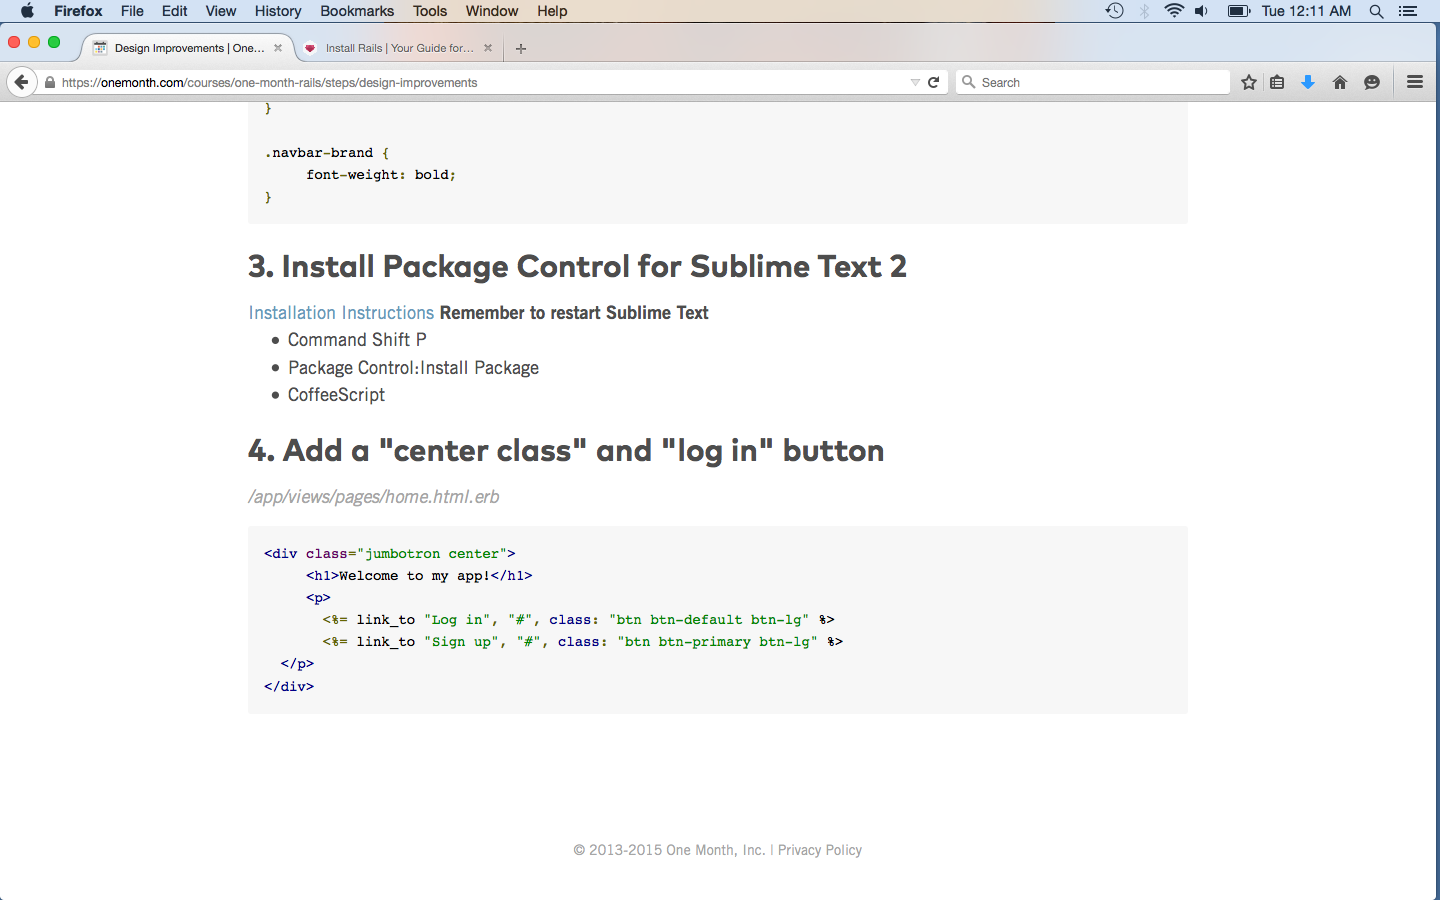 Firefox File Edit View History Bookmarks Tools Window Help Tue 12:11 AM
Design Improvements | One... Install Rails | Your Guide for...
https://onemonth.com/courses/one-month-rails/steps/design-improvements Search
}
.navbar-brand {
font-weight: bold;
}
3. Install Package Control for Sublime Text 2
Installation Instructions Remember to restart Sublime Text
• Command Shift P
• Package Control:Install Package
• CoffeeScript
4. Add a "center class" and "log in" button
/app/views/pages/home.html.erb
<div class="jumbotron center">
<h1>Welcome to my app!</h1>
<p>
<%= link_to "Log in", "#", class: "btn btn-default btn-lg" %>
<%= link_to "Sign up", "#", class: "btn btn-primary btn-lg" %>
</p>
</div>
© 2013-2015 One Month, Inc. | Privacy Policy